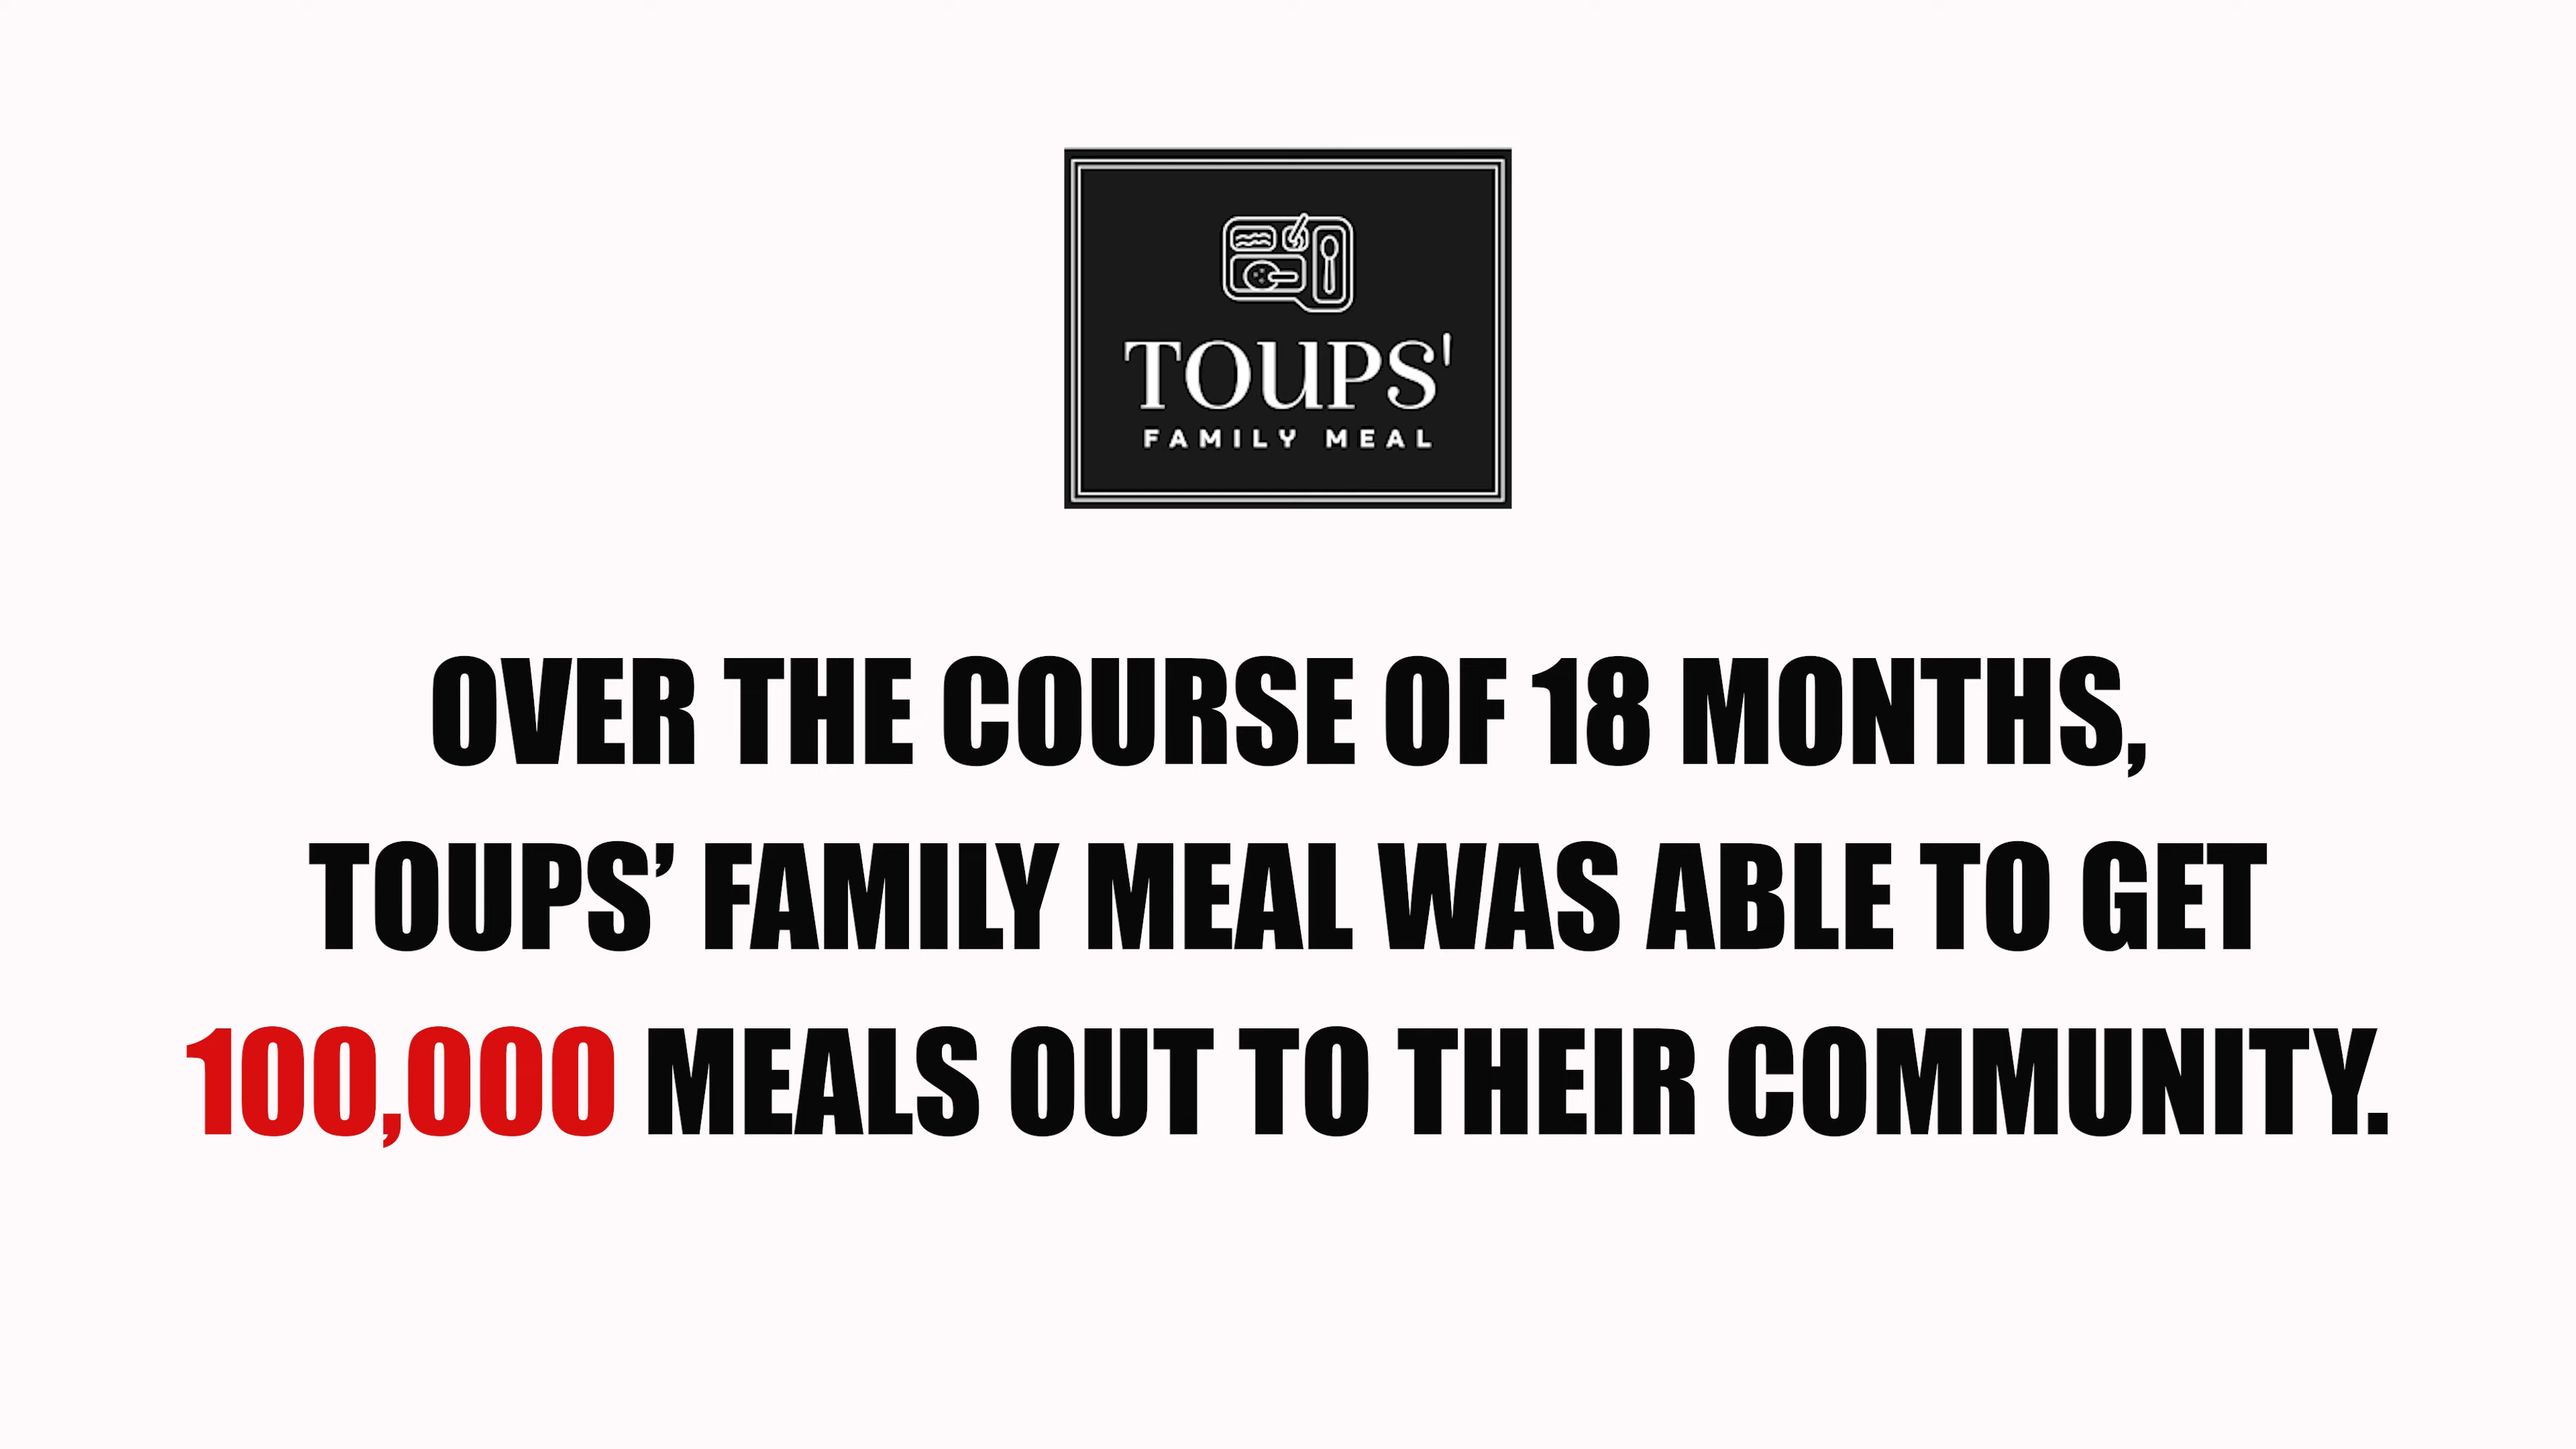 TOUPS'
FAMILY MEAL
OVER THE COURSE OF 18 MONTHS,
TOUPS’ FAMILY MEAL WAS ABLE TO GET
100,000 MEALS OUT TO THEIR COMMUNITY.